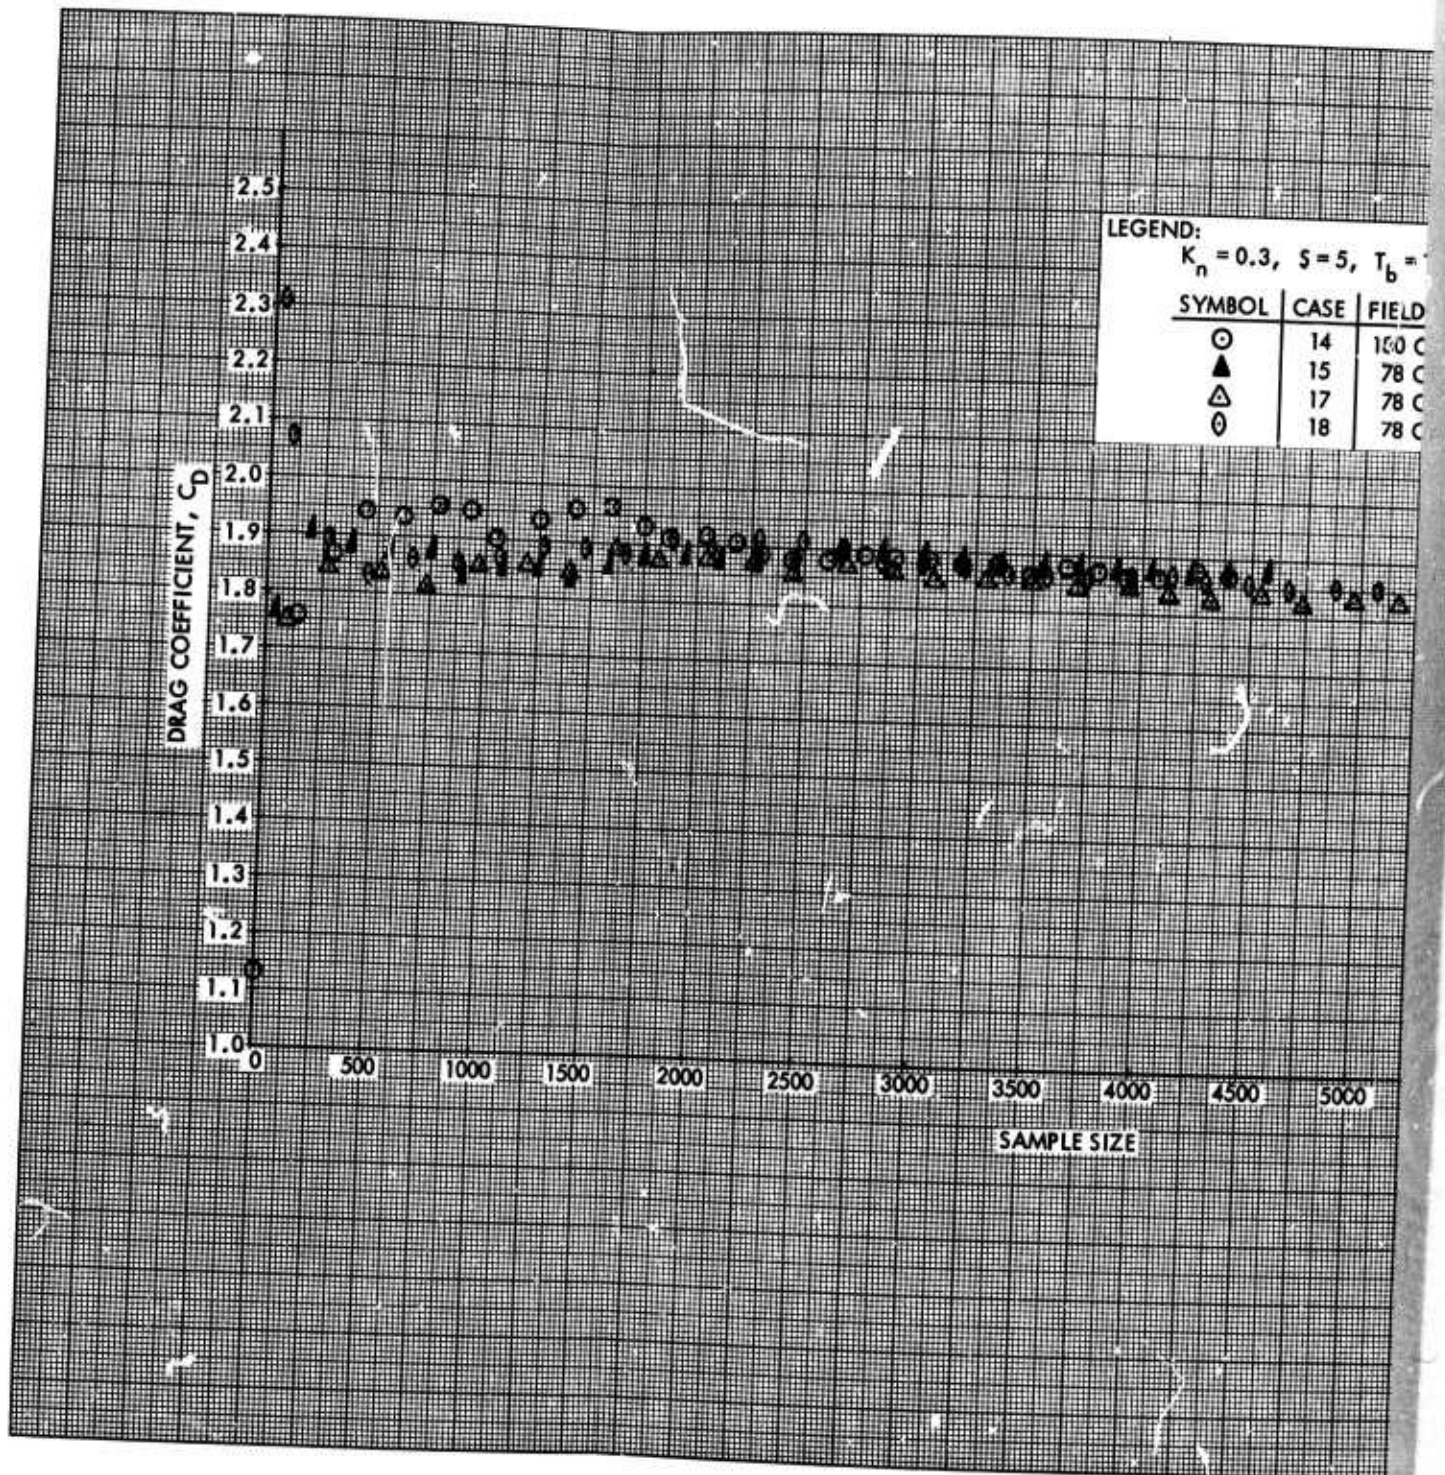 2.5
2.4
2.3
2.2
2.1
2.0
1.9
1.8
1.7
1.6
1.5
1.4
1.3
1.2
1.1
1.0
DRAG COEFFICIENT, C_D
0 500 1000 1500 2000 2500 3000 3500 4000 4500 5000
SAMPLE SIZE
LEGEND:
K_n = 0.3, S = 5, T_b =
SYMBOL CASE FIELD
14
15 78 C
17 78 C
18 78 C